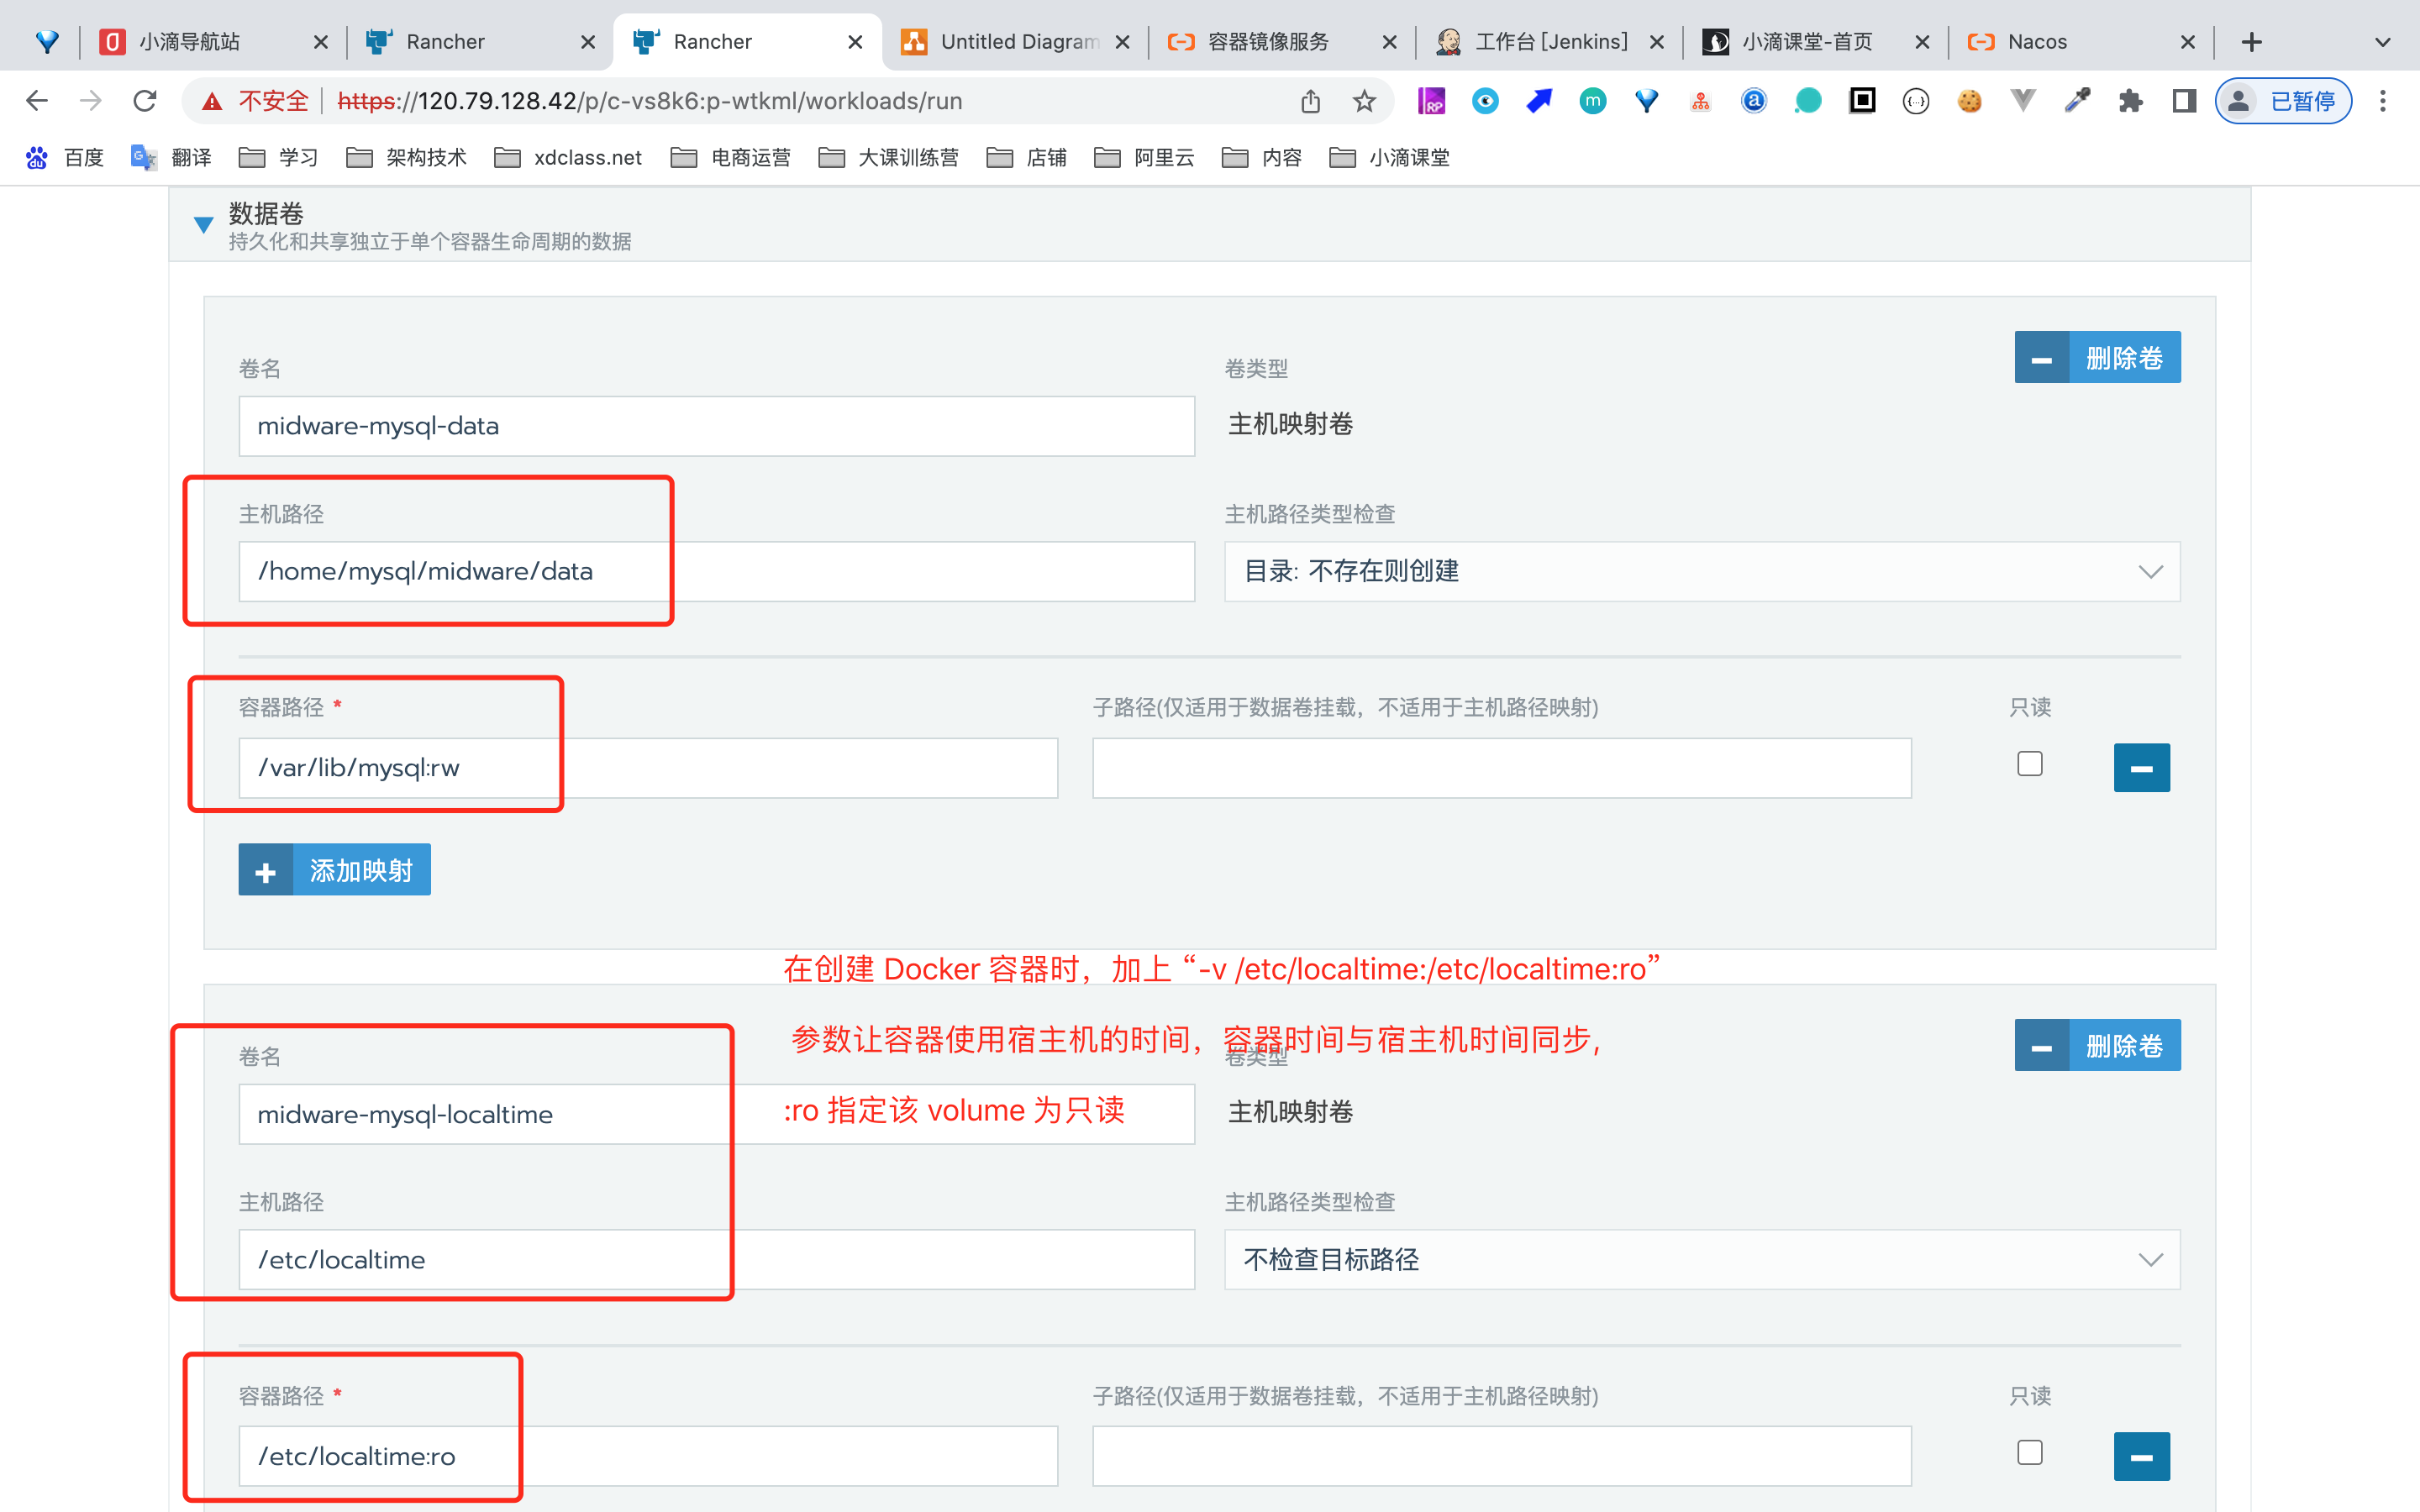 小滴导航站
Rancher
Rancher
Untitled Diagram
容器镜像服务
工作台 [Jenkins]
小滴课堂-首页
Nacos
不安全
https://120.79.128.42/p/c-vs8k6:p-wtkml/workloads/run
已暂停
百度
翻译
学习
架构技术
xdclass.net
电商运营
大课训练营
店铺
阿里云
内容
小滴课堂
数据卷
持久化和共享独立于单个容器生命周期的数据
删除卷
卷名
卷类型
midware-mysql-data
主机映射卷
主机路径
主机路径类型检查
/home/mysql/midware/data
目录: 不存在则创建
容器路径 *
子路径(仅适用于数据卷挂载，不适用于主机路径映射)
只读
/var/lib/mysql:rw
添加映射
在创建 Docker 容器时，加上 “-v /etc/localtime:/etc/localtime:ro”
参数让容器使用宿主机的时间，容器时间与宿主机时间同步,
:ro 指定该 volume 为只读
删除卷
卷名
卷类型
midware-mysql-localtime
主机映射卷
主机路径
主机路径类型检查
/etc/localtime
不检查目标路径
容器路径 *
子路径(仅适用于数据卷挂载，不适用于主机路径映射)
只读
/etc/localtime:ro